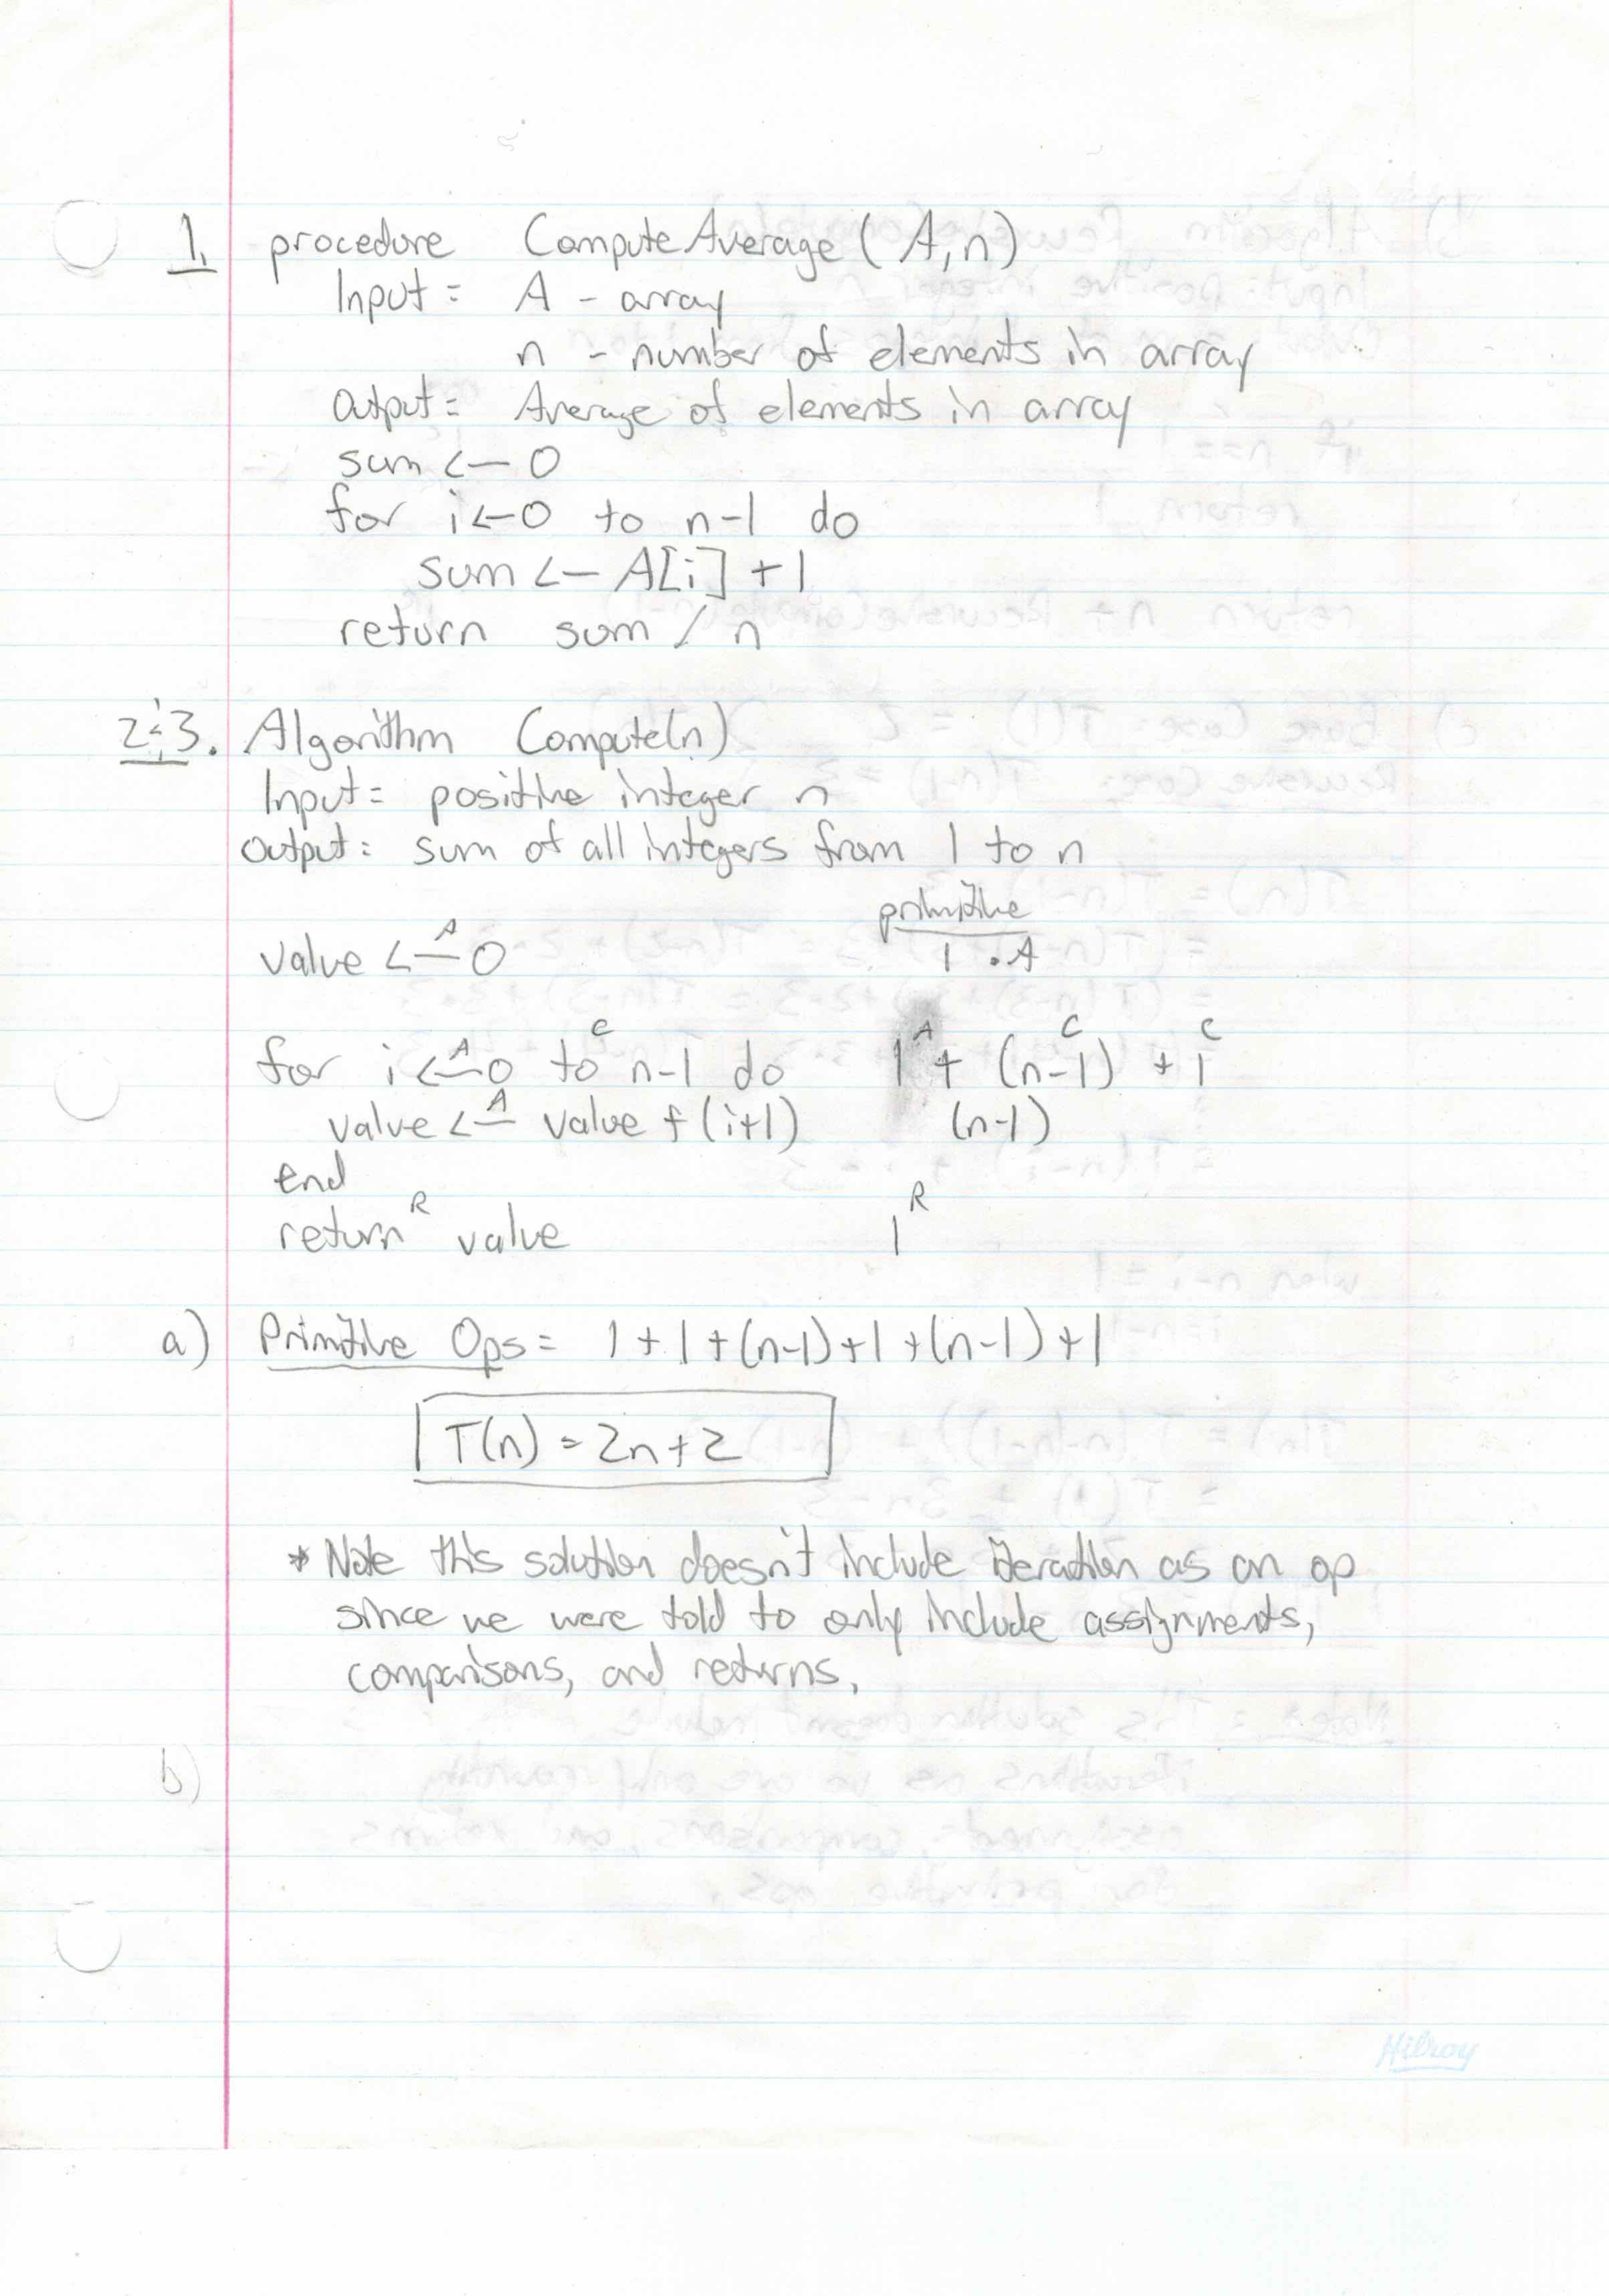 1. procedure ComputeAverage(A,n)
Input: A - array
n - number of elements in array
Output: Average of elements in array
sum <- 0
for i <- 0 to n-1 do
sum <- A[i] + 1
return sum / n
2 & 3. Algorithm Compute(n)
Input: positive integer n
Output: sum of all integers from 1 to n
primitive
value <-ᴬ 0 1 · A
for i <-ᴬ 0 toᶜ n-1 do 1ᴬ + (n-1)ᶜ + 1ᶜ
value <-ᴬ value + (i+1) (n-1)
end
returnᴿ value 1ᴿ
a) Primitive Ops = 1 + 1 + (n-1) + 1 + (n-1) + 1
T(n) = 2n + 2
* Note this solution doesn't include iteration as an op
since we were told to only include assignments,
comparisons, and returns.
b)
Hilroy